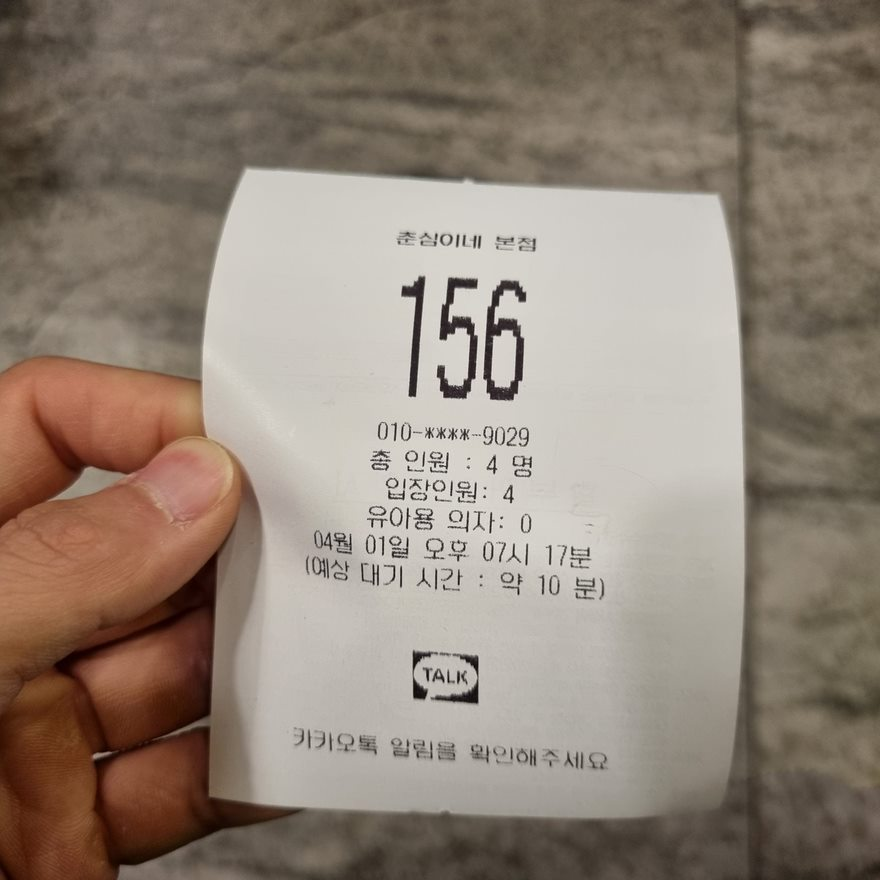 춘심이네 본점
156
010-****-9029
총 인원 : 4 명
입장인원: 4
유아용 의자: 0
04월 01일 오후 07시 17분
(예상 대기 시간 : 약 10 분)
TALK
카카오톡 알림을 확인해주세요